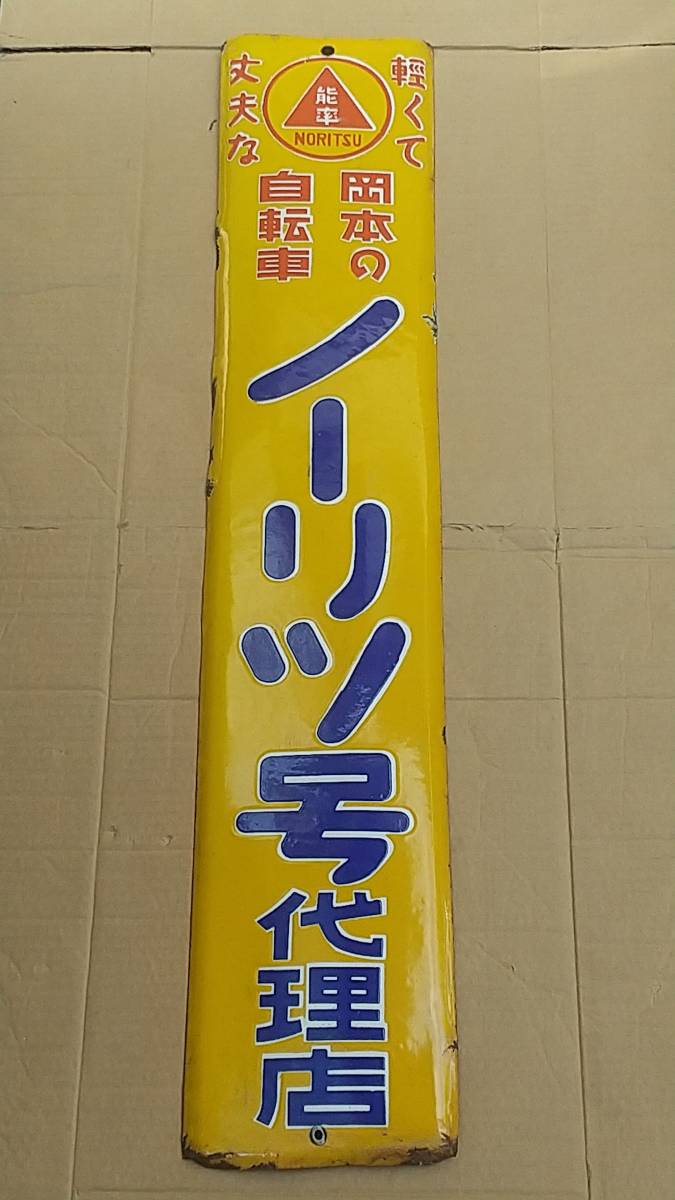 輕くて
丈夫な
能率
NORITSU
岡本の
自転車
ノーリツ号
代理店